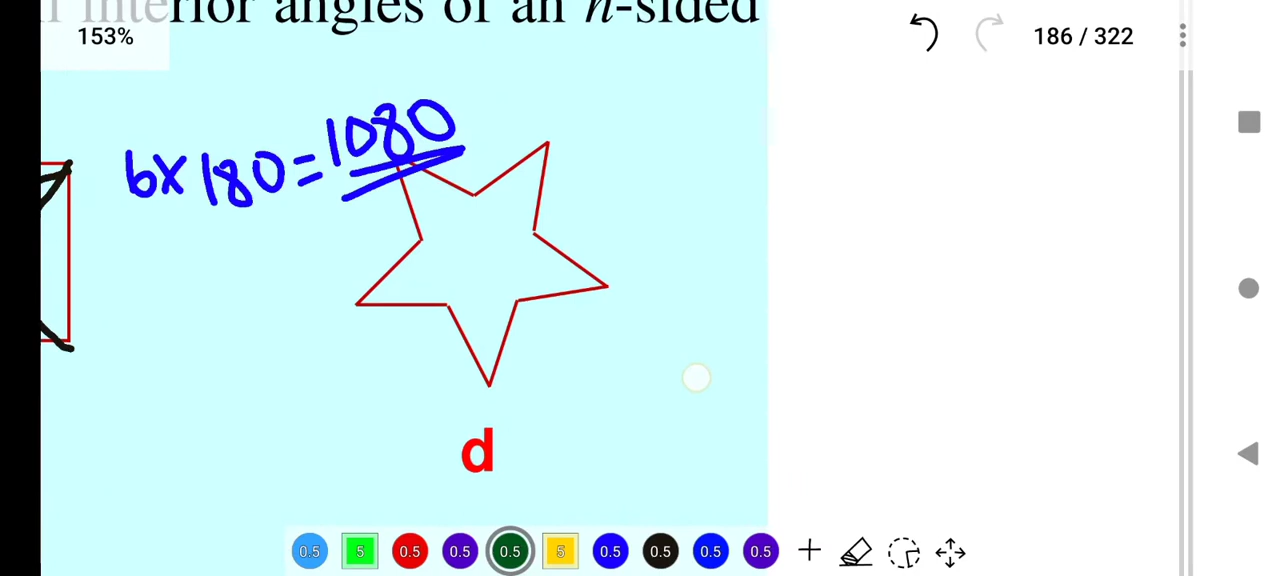 interior angles of an n-sided
153%
186 / 322
6x180=1080
d
0.5 5 0.5 0.5 0.5 5 0.5 0.5 0.5 0.5